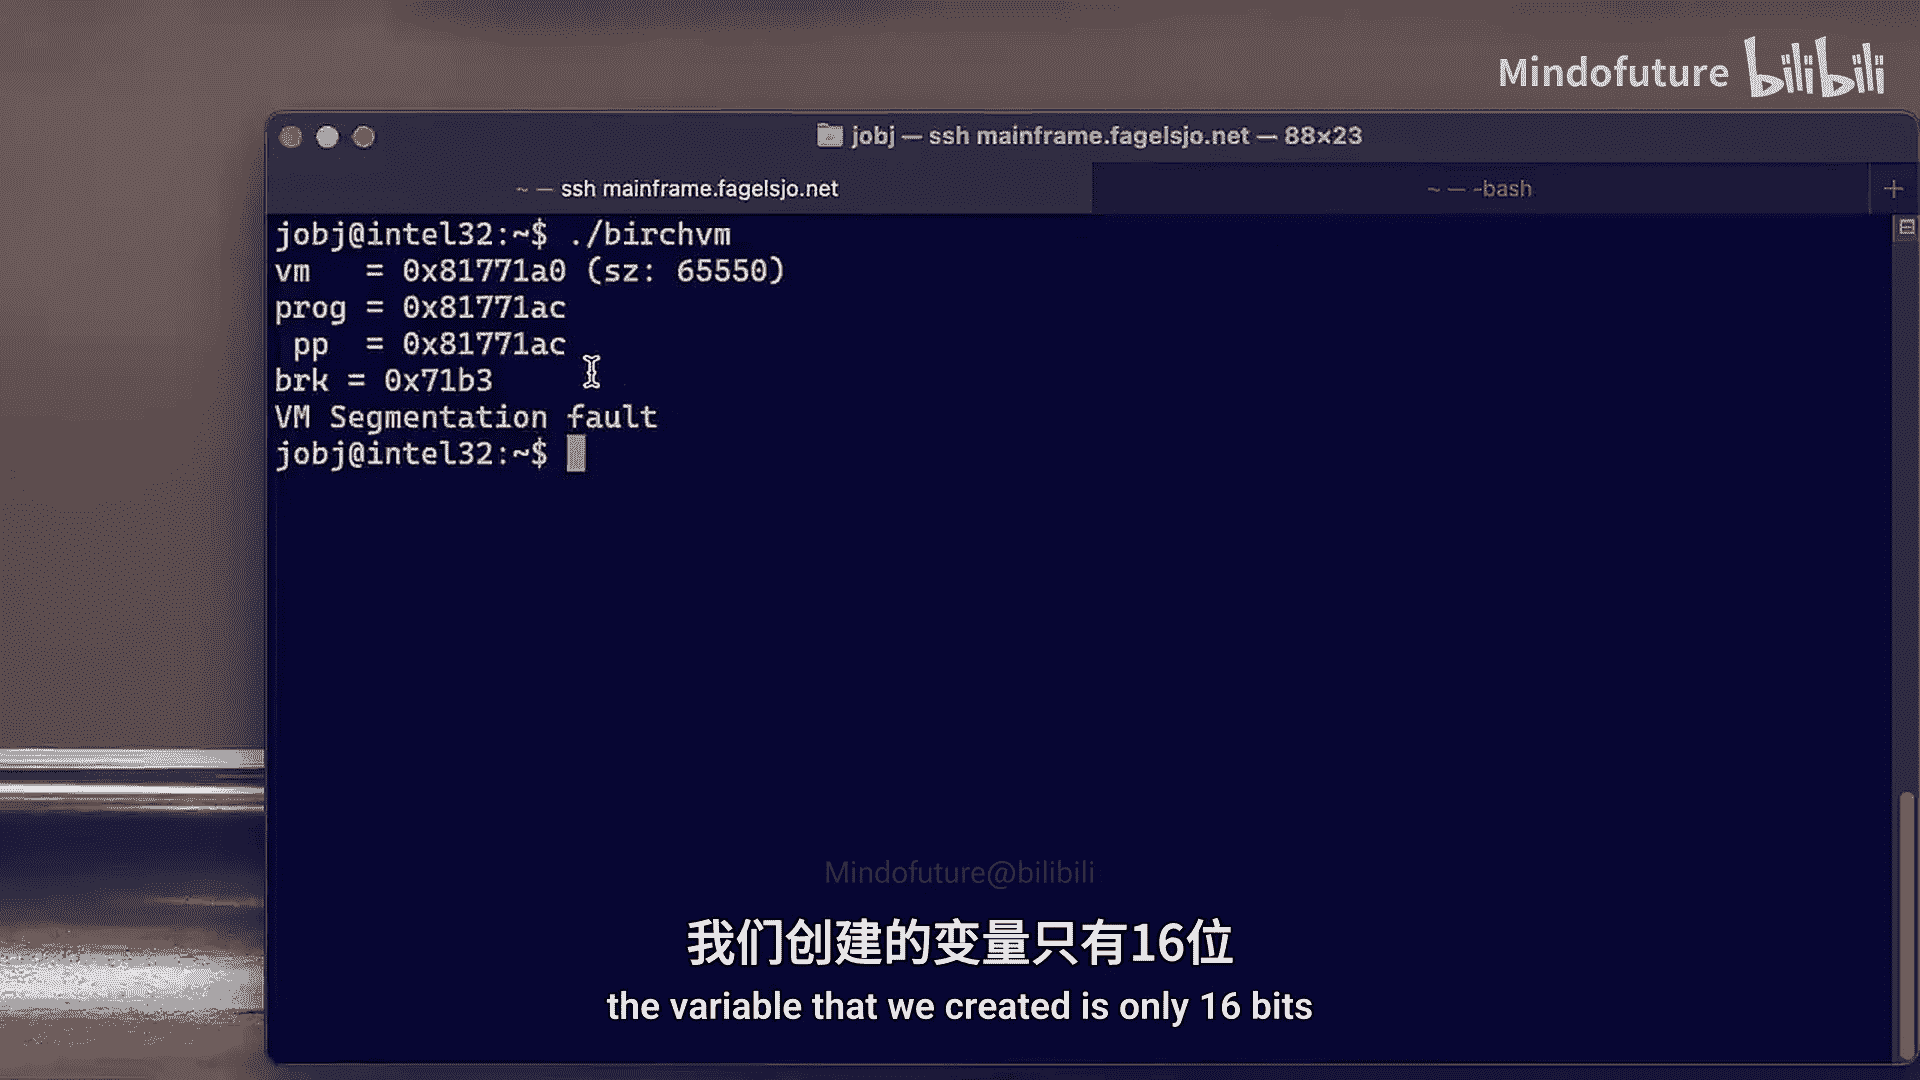 Mindofuture bilibili
jobj — ssh mainframe.fagelsjo.net — 88×23
~ — ssh mainframe.fagelsjo.net
~ — -bash
+
jobj@intel32:~$ ./birchvm
vm   = 0x81771a0 (sz: 65550)
prog = 0x81771ac
 pp  = 0x81771ac
brk = 0x71b3
VM Segmentation fault
jobj@intel32:~$
Mindofuture@bilibili
我们创建的变量只有16位
the variable that we created is only 16 bits